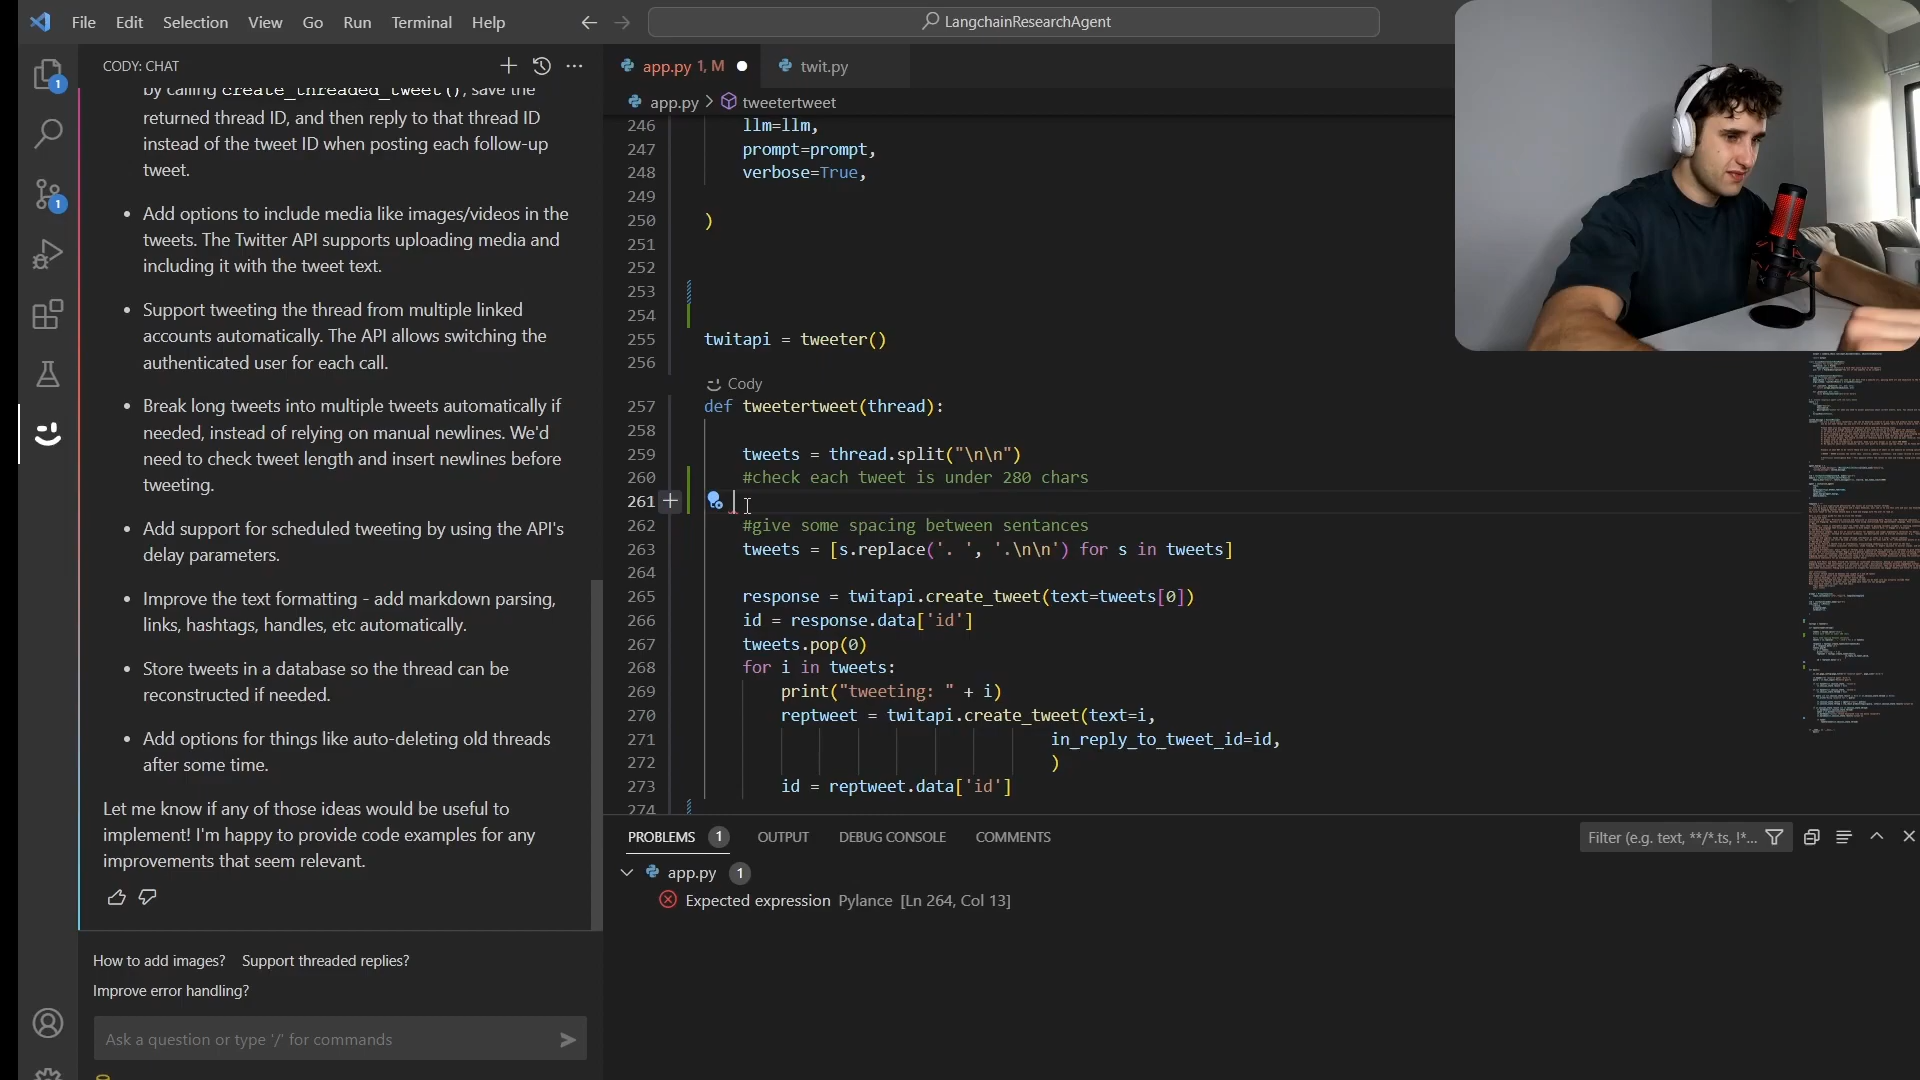 File Edit Selection View Go Run Terminal Help
LangchainResearchAgent
CODY: CHAT
by calling create_threaded_tweet(), save the
returned thread ID, and then reply to that thread ID
instead of the tweet ID when posting each follow-up
tweet.
• Add options to include media like images/videos in the
tweets. The Twitter API supports uploading media and
including it with the tweet text.
• Support tweeting the thread from multiple linked
accounts automatically. The API allows switching the
authenticated user for each call.
• Break long tweets into multiple tweets automatically if
needed, instead of relying on manual newlines. We'd
need to check tweet length and insert newlines before
tweeting.
• Add support for scheduled tweeting by using the API's
delay parameters.
• Improve the text formatting - add markdown parsing,
links, hashtags, handles, etc automatically.
• Store tweets in a database so the thread can be
reconstructed if needed.
• Add options for things like auto-deleting old threads
after some time.
Let me know if any of those ideas would be useful to
implement! I'm happy to provide code examples for any
improvements that seem relevant.
How to add images? Support threaded replies?
Improve error handling?
Ask a question or type '/' for commands
1
1
app.py 1, M
twit.py
app.py > tweetertweet
246 llm=llm,
247 prompt=prompt,
248 verbose=True,
249
250 )
251
252
253
254
255 twitapi = tweeter()
256
Cody
257 def tweetertweet(thread):
258
259 tweets = thread.split("\n\n")
260 #check each tweet is under 280 chars
261
262 #give some spacing between sentances
263 tweets = [s.replace('. ', '.\n\n') for s in tweets]
264
265 response = twitapi.create_tweet(text=tweets[0])
266 id = response.data['id']
267 tweets.pop(0)
268 for i in tweets:
269 print("tweeting: " + i)
270 reptweet = twitapi.create_tweet(text=i,
271 in_reply_to_tweet_id=id,
272 )
273 id = reptweet.data['id']
274
PROBLEMS 1 OUTPUT DEBUG CONSOLE COMMENTS
Filter (e.g. text, **/*.ts, !*...
app.py 1
Expected expression Pylance [Ln 264, Col 13]